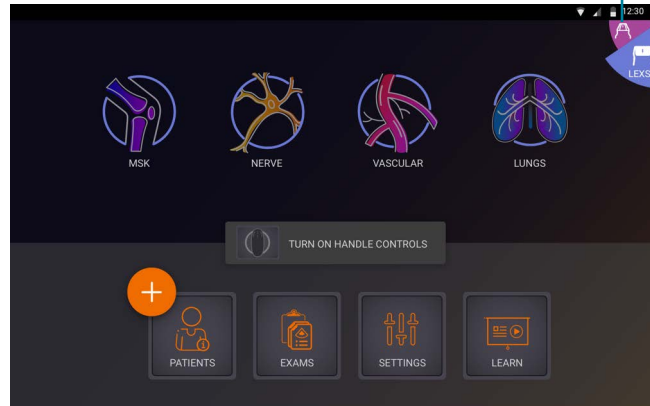 12:30
LEXS
MSK
NERVE
VASCULAR
LUNGS
TURN ON HANDLE CONTROLS
PATIENTS
EXAMS
SETTINGS
LEARN